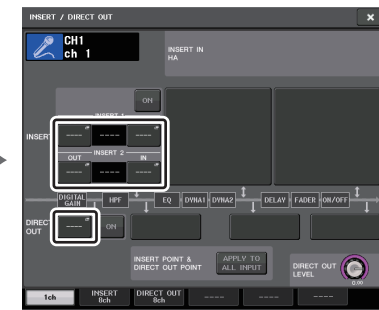 INSERT / DIRECT OUT
CH1
ch 1
INSERT IN
HA
ON
INSERT 1
INSERT
---- ---- ----
OUT INSERT 2 IN
---- ---- ----
DIGITAL GAIN HPF EQ DYNA1 DYNA2 DELAY FADER ON/OFF
DIRECT OUT
---- ON
INSERT POINT &
DIRECT OUT POINT
APPLY TO
ALL INPUT
DIRECT OUT
LEVEL
0.00
1ch
INSERT
8ch
DIRECT OUT
8ch
---- ---- ----